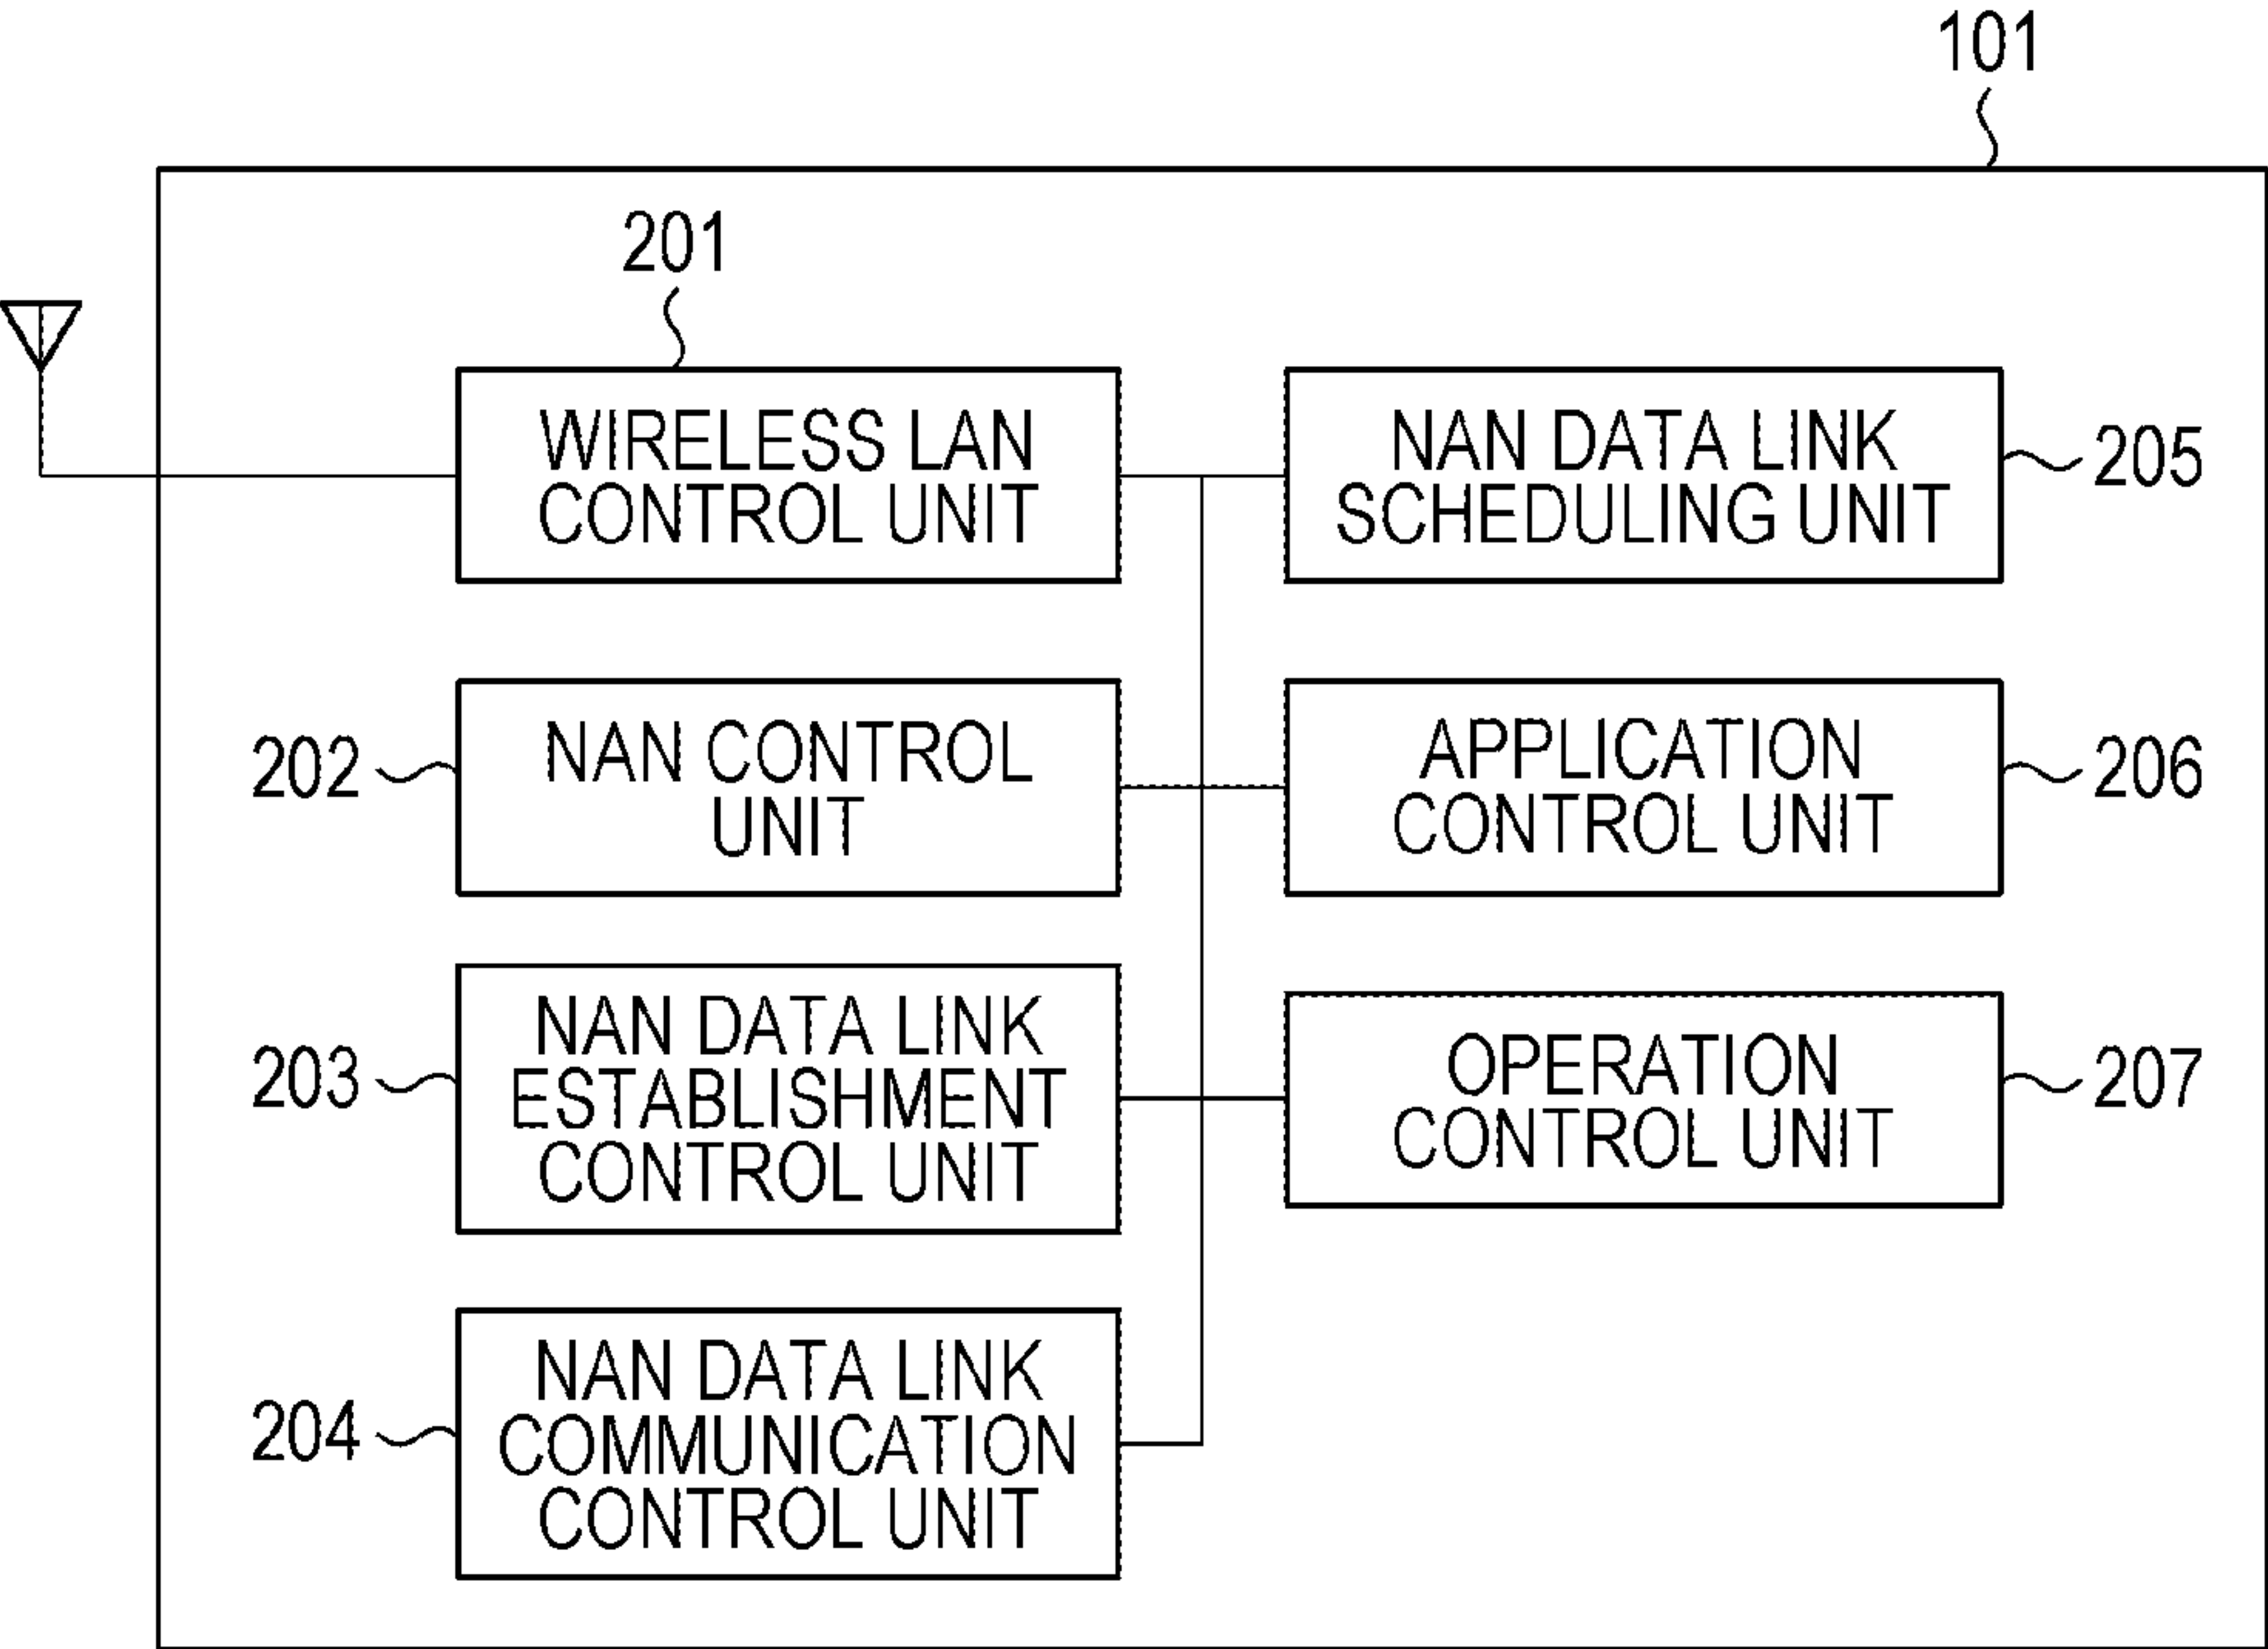 101
201
WIRELESS LAN
CONTROL UNIT
NAN DATA LINK
SCHEDULING UNIT
205
202
NAN CONTROL
UNIT
APPLICATION
CONTROL UNIT
206
203
NAN DATA LINK
ESTABLISHMENT
CONTROL UNIT
OPERATION
CONTROL UNIT
207
204
NAN DATA LINK
COMMUNICATION
CONTROL UNIT